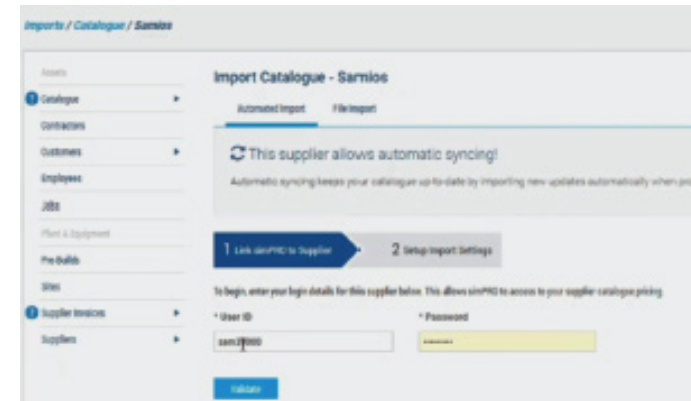 Imports / Catalogue / Samios
Assets
Catalogue
Contractors
Customers
Employees
Jobs
Plant & Equipment
Pre-Builds
Sites
Supplier Invoices
Suppliers
Import Catalogue - Samios
Automated Import File Import
This supplier allows automatic syncing!
Automatic syncing keeps your catalogue up-to-date by importing new updates automatically when
1 Link simPRO to Supplier
2 Setup Import Settings
To begin, enter your login details for this supplier below. This allows simPRO to access to your supplier catalogue pricing.
* User ID
* Password
Validate